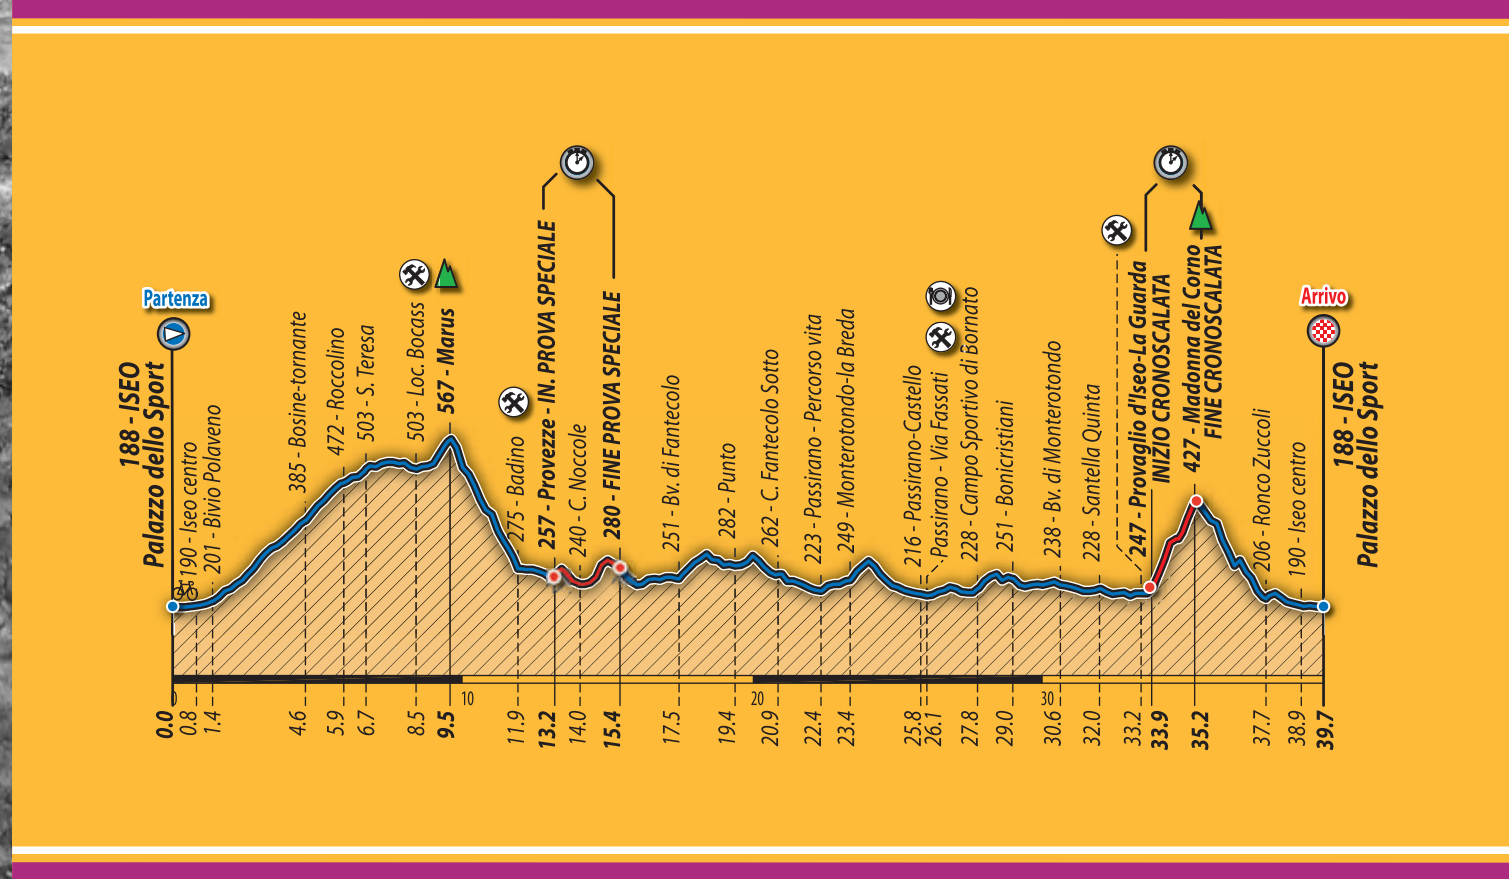 Partenza
188 - ISEO
Palazzo dello Sport
190 - Iseo centro
201 - Bivio Polaveno
385 - Bosine-tornante
472 - Roccolino
503 - S. Teresa
503 - Loc. Bocass
567 - Marus
275 - Badino
257 - Provezze - IN. PROVA SPECIALE
240 - C. Noccole
280 - FINE PROVA SPECIALE
251 - Bv. di Fantecolo
282 - Punto
262 - C. Fantecolo Sotto
223 - Passirano - Percorso vita
249 - Monterotondo-la Breda
216 - Passirano-Castello
Passirano - Via Fassati
228 - Campo Sportivo di Bornato
251 - Bonicristiani
238 - Bv. di Monterotondo
228 - Santella Quinta
247 - Provaglio d'Iseo-La Guarda
INIZIO CRONOSCALATA
427 - Madonna del Corno
FINE CRONOSCALATA
206 - Ronco Zuccoli
190 - Iseo centro
Arrivo
188 - ISEO
Palazzo dello Sport
0
10
20
30
0.0
0.8
1.4
4.6
5.9
6.7
8.5
9.5
11.9
13.2
14.0
15.4
17.5
19.4
20.9
22.4
23.4
25.8
26.1
27.8
29.0
30.6
32.0
33.2
33.9
35.2
37.7
38.9
39.7